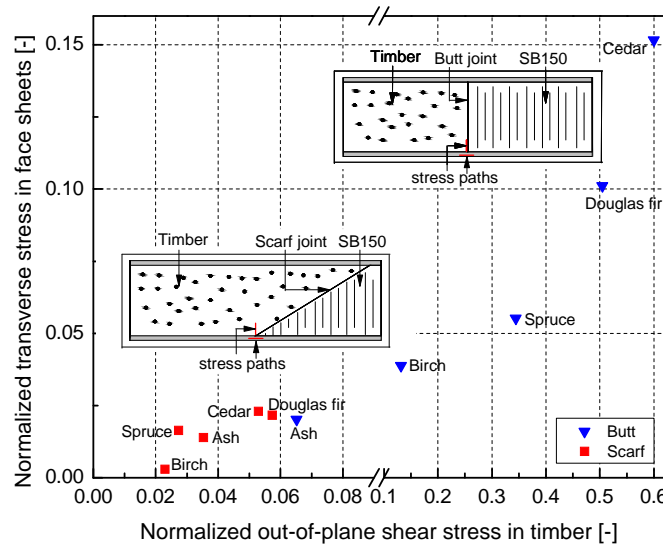 Normalized transverse stress in face sheets [-]
0.15
0.10
0.05
0.00
Timber
Butt joint
SB150
stress paths
Cedar
Douglas fir
Timber
Scarf joint
SB150
stress paths
Spruce
Birch
Cedar
Douglas fir
Spruce
Ash
Ash
Birch
Butt
Scarf
0.00 0.02 0.04 0.06 0.08 0.1 0.2 0.3 0.4 0.5 0.6
Normalized out-of-plane shear stress in timber [-]